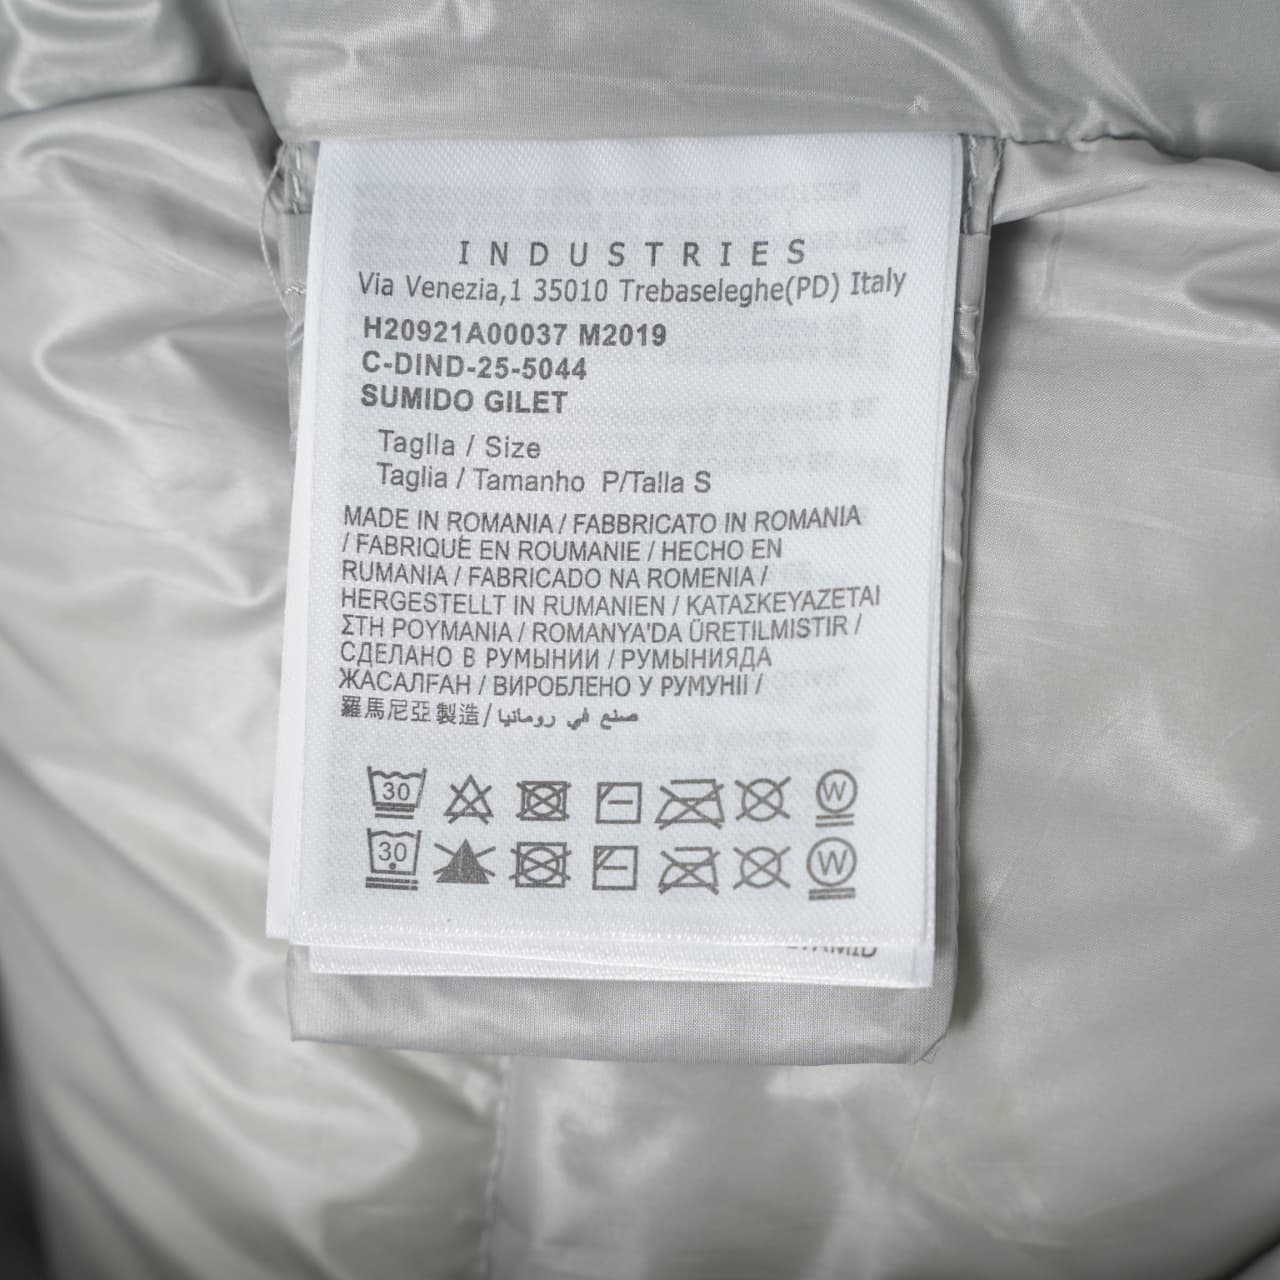 INDUSTRIES
Via Venezia,1 35010 Trebaseleghe(PD) Italy
H20921A00037 M2019
C-DIND-25-5044
SUMIDO GILET
Taglla / Size
Taglia / Tamanho P/Talla S
MADE IN ROMANIA / FABBRICATO IN ROMANIA
/ FABRIQUÈ EN ROUMANIE / HECHO EN
RUMANIA / FABRICADO NA ROMENIA /
HERGESTELLT IN RUMANIEN / ΚΑΤΑΣΚΕΥΑΖΕΤΑΙ
ΣΤΗ ΡΟΥΜΑΝΙΑ / ROMANYA'DA ÜRETILMISTIR /
СДЕЛАНО В РУМЫНИИ / РУМЫНИЯДА
ЖАСАЛҒАН / ВИРОБЛЕНО У РУМУНІІ /
羅馬尼亞製造 / صنع في رومانيا
30 W
30 W